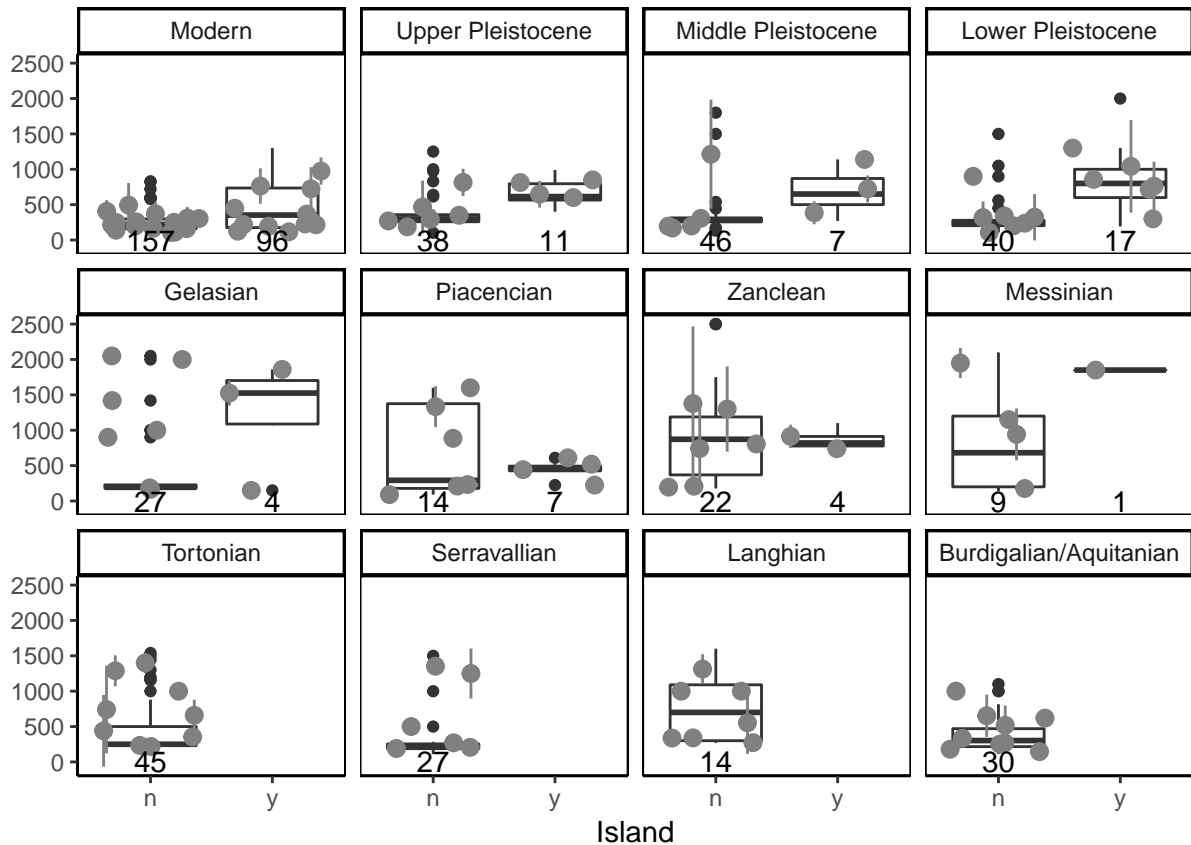 Modern Upper Pleistocene Middle Pleistocene Lower Pleistocene
2500
2000
1500
1000
500
0
157 96 38 11 46 7 40 17
Gelasian Piacencian Zanclean Messinian
2500
2000
1500
1000
500
0
27 4 14 7 22 4 9 1
Tortonian Serravallian Langhian Burdigalian/Aquitanian
2500
2000
1500
1000
500
0
45 27 14 30
n y n y n y n y
Island